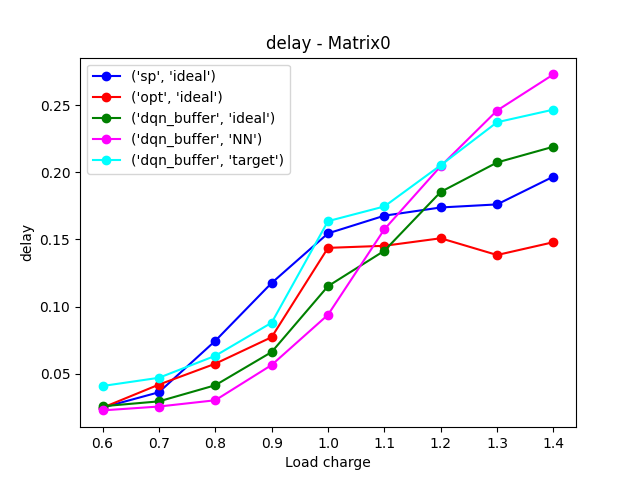 delay - Matrix0
('sp', 'ideal')
('opt', 'ideal')
('dqn_buffer', 'ideal')
('dqn_buffer', 'NN')
('dqn_buffer', 'target')
delay
0.25
0.20
0.15
0.10
0.05
0.6 0.7 0.8 0.9 1.0 1.1 1.2 1.3 1.4
Load charge